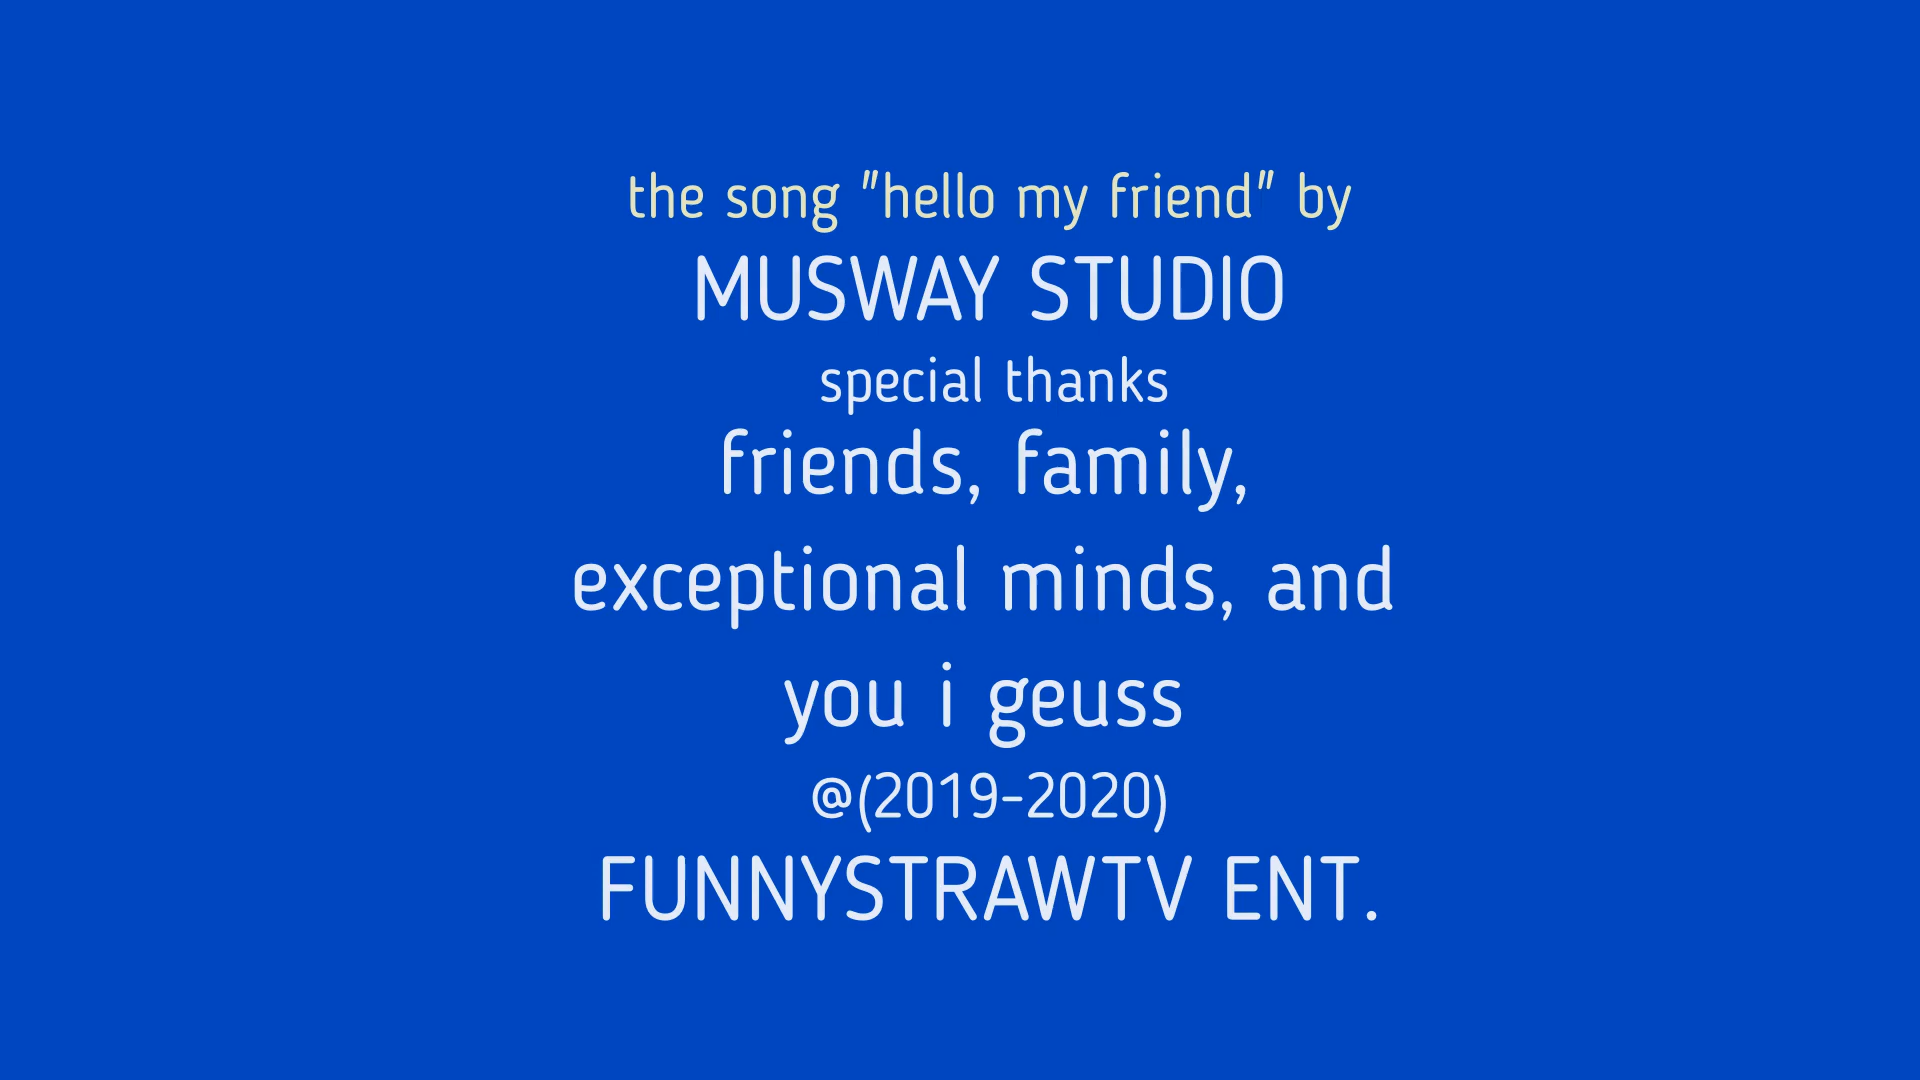 the song "hello my friend" by
MUSWAY STUDIO
special thanks
friends, family,
exceptional minds, and
you i geuss
@(2019-2020)
FUNNYSTRAWTV ENT.